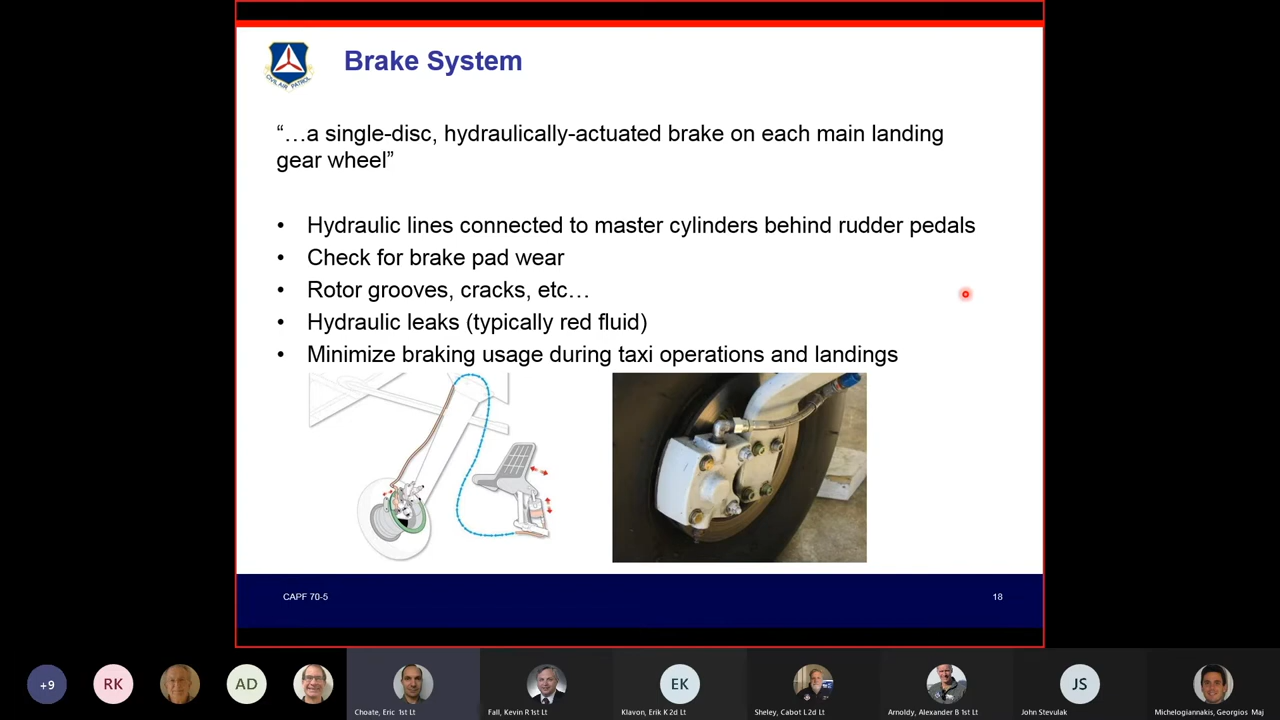 Brake System
CIVIL AIR PATROL
“…a single-disc, hydraulically-actuated brake on each main landing
gear wheel”
• Hydraulic lines connected to master cylinders behind rudder pedals
• Check for brake pad wear
• Rotor grooves, cracks, etc…
• Hydraulic leaks (typically red fluid)
• Minimize braking usage during taxi operations and landings
CAPF 70-5
18
+9
RK
AD
EK
JS
Choate, Eric 1st Lt
Fall, Kevin R 1st Lt
Klavon, Erik K 2d Lt
Sheley, Cabot L 2d Lt
Arnoldy, Alexander B 1st Lt
John Stevulak
Michelogiannakis, Georgios Maj